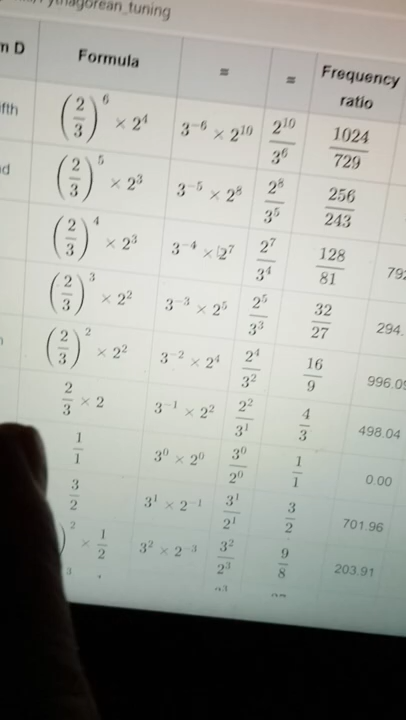 ythagorean_tuning
m D Formula = = Frequency ratio
ifth (2/3)^6 × 2^4 3^−6 × 2^10 2^10/3^6 1024/729
nd (2/3)^5 × 2^3 3^−5 × 2^8 2^8/3^5 256/243
(2/3)^4 × 2^3 3^−4 × 2^7 2^7/3^4 128/81 792
(2/3)^3 × 2^2 3^−3 × 2^5 2^5/3^3 32/27 294.
(2/3)^2 × 2^2 3^−2 × 2^4 2^4/3^2 16/9 996.09
2/3 × 2 3^−1 × 2^2 2^2/3^1 4/3 498.04
1/1 3^0 × 2^0 3^0/2^0 1/1 0.00
3/2 3^1 × 2^−1 3^1/2^1 3/2 701.96
)^2 × 1/2 3^2 × 2^−3 3^2/2^3 9/8 203.91